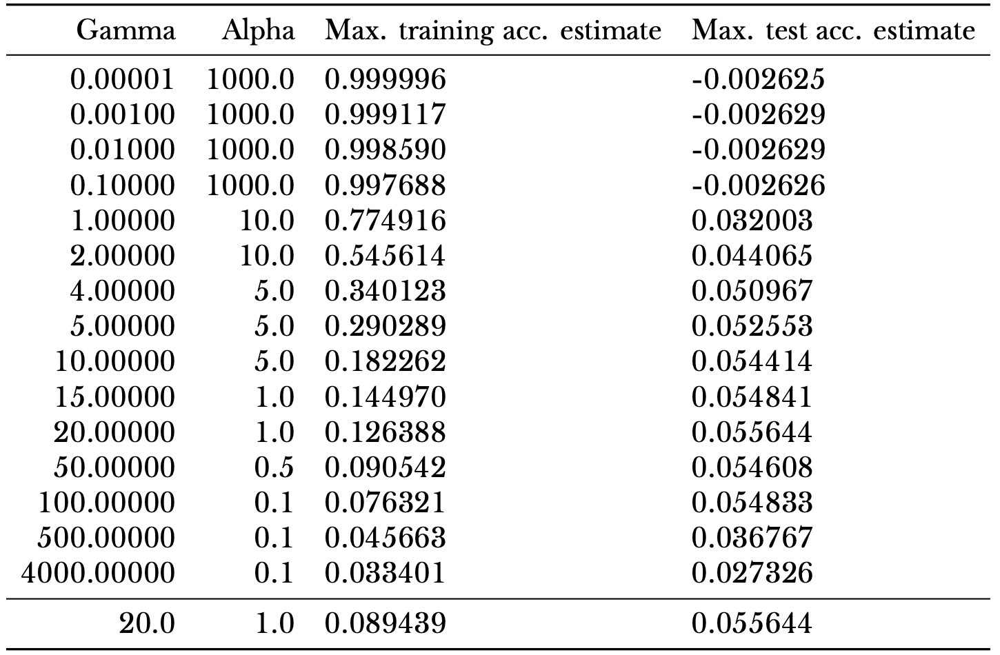 Gamma Alpha Max. training acc. estimate Max. test acc. estimate
0.00001 1000.0 0.999996 -0.002625
0.00100 1000.0 0.999117 -0.002629
0.01000 1000.0 0.998590 -0.002629
0.10000 1000.0 0.997688 -0.002626
1.00000 10.0 0.774916 0.032003
2.00000 10.0 0.545614 0.044065
4.00000 5.0 0.340123 0.050967
5.00000 5.0 0.290289 0.052553
10.00000 5.0 0.182262 0.054414
15.00000 1.0 0.144970 0.054841
20.00000 1.0 0.126388 0.055644
50.00000 0.5 0.090542 0.054608
100.00000 0.1 0.076321 0.054833
500.00000 0.1 0.045663 0.036767
4000.00000 0.1 0.033401 0.027326
20.0 1.0 0.089439 0.055644